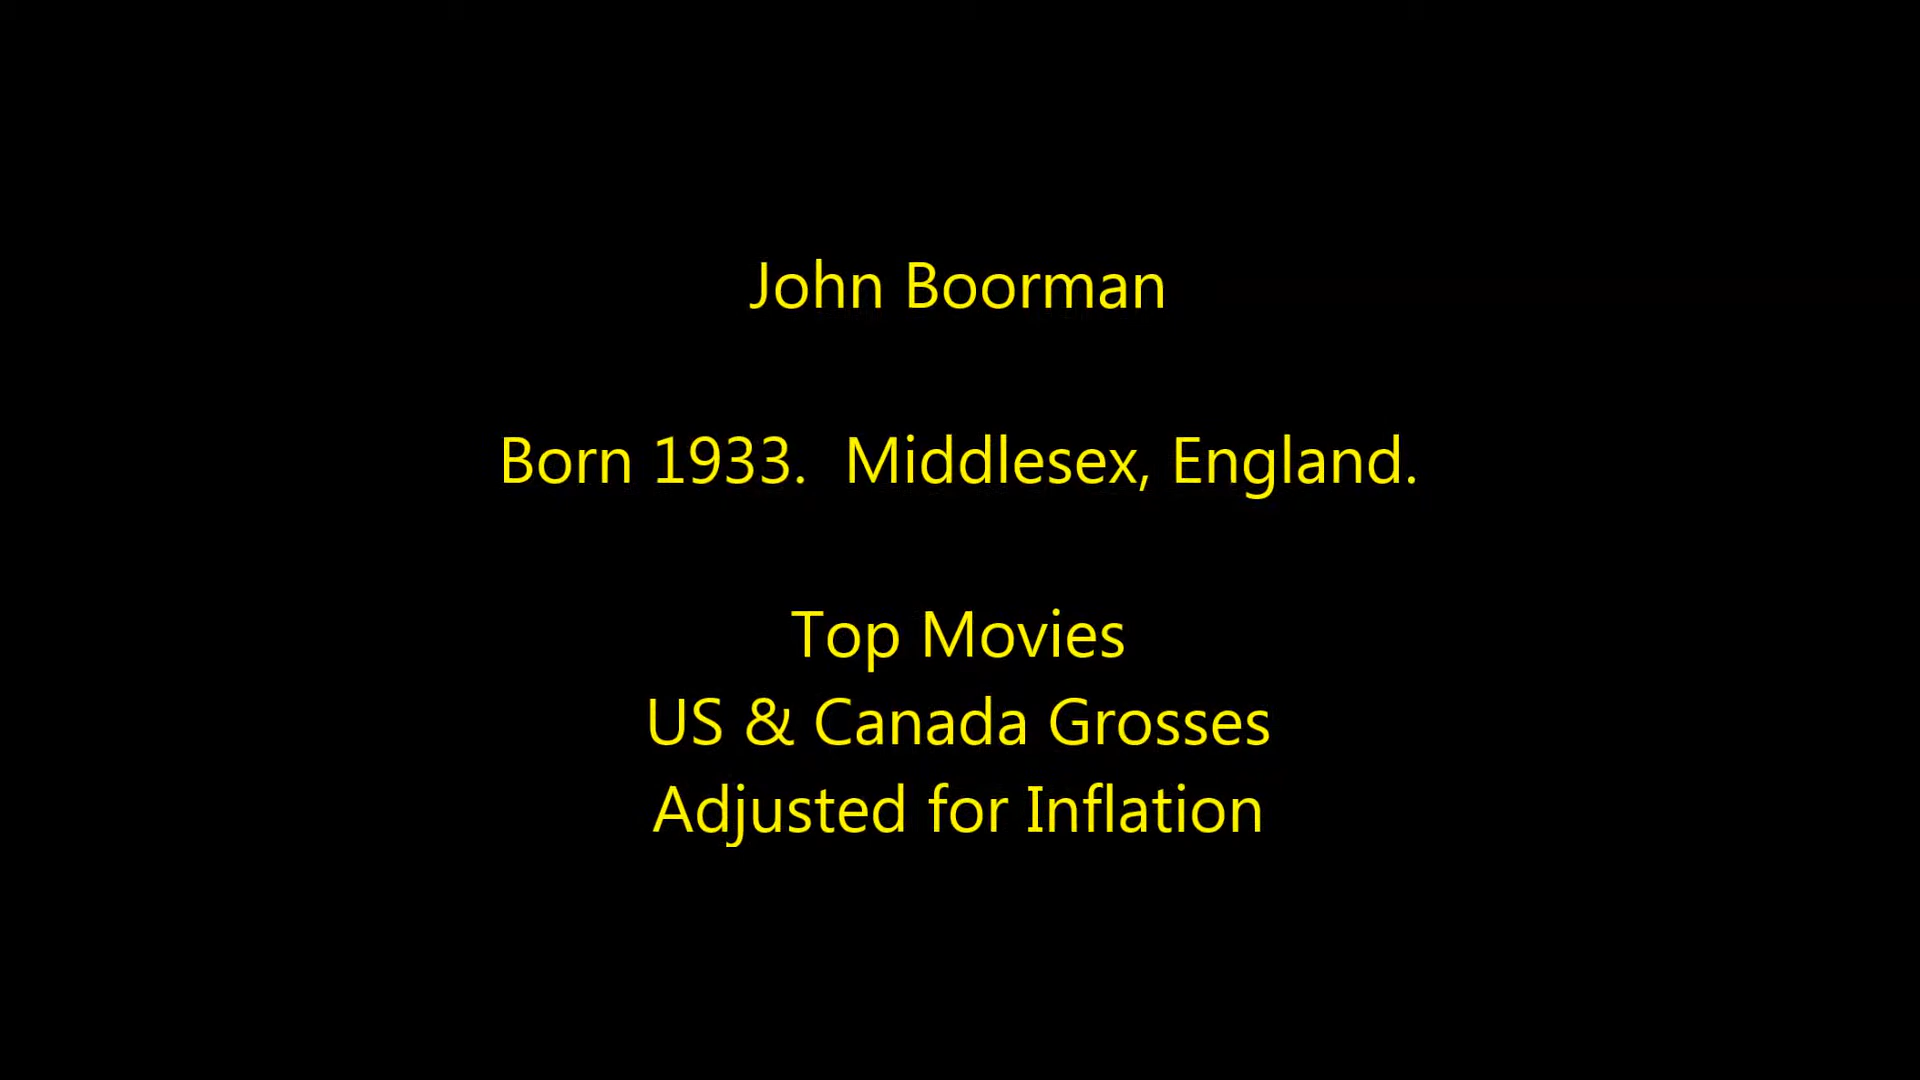 John Boorman
Born 1933.  Middlesex, England.
Top Movies
US & Canada Grosses
Adjusted for Inflation